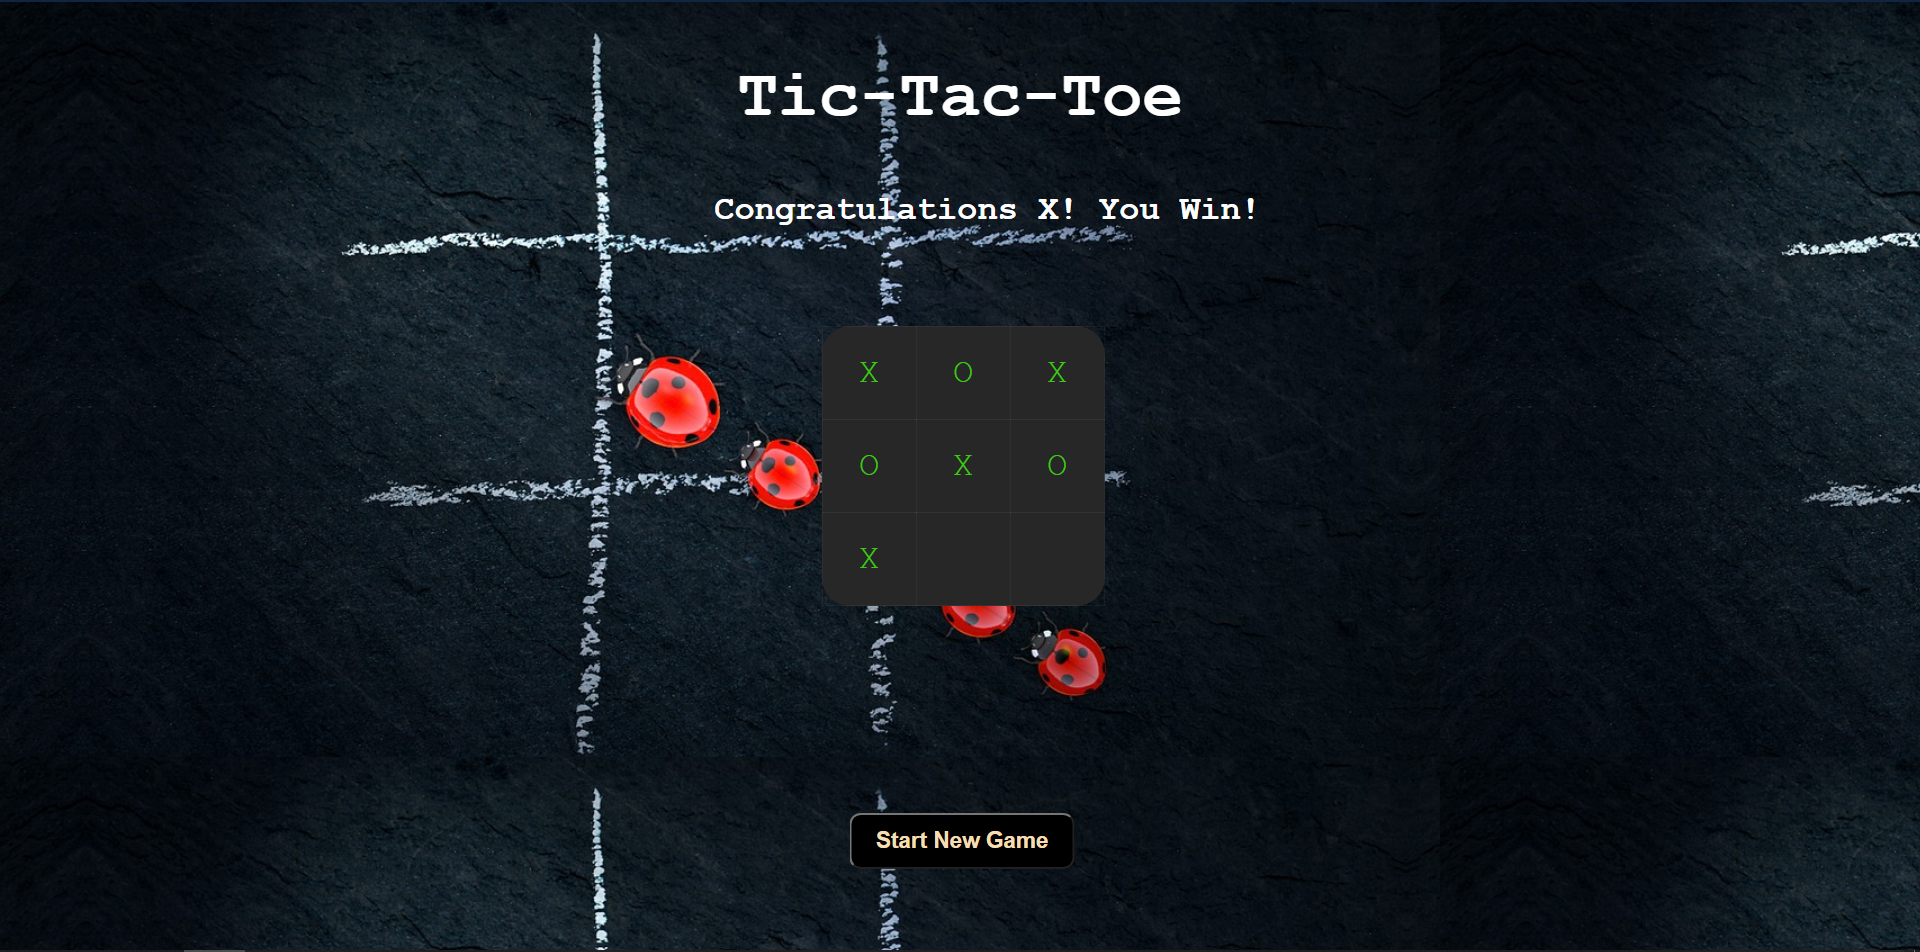 Tic-Tac-Toe
Congratulations X! You Win!
X O X
O X O
X
Start New Game